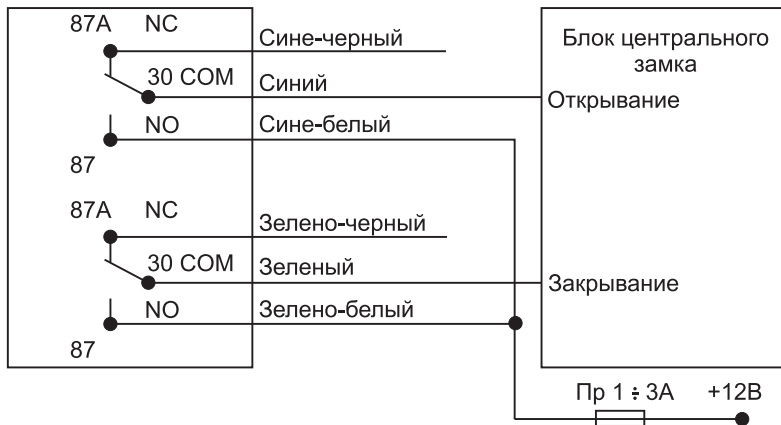 87A NC
Сине-черный
30 COM
Синий
NO
Сине-белый
87
87A NC
Зелено-черный
30 COM
Зеленый
NO
Зелено-белый
87
Блок центрального
замка
Открывание
Закрывание
Пр 1 ÷ 3А +12В